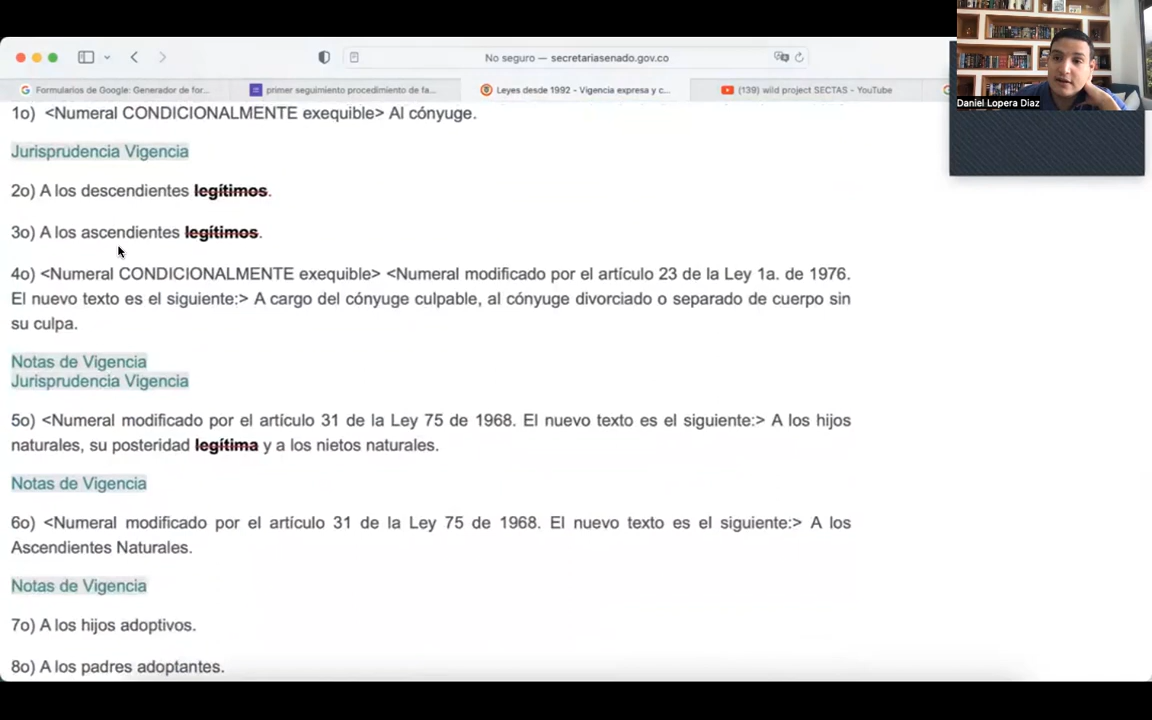 No seguro — secretariasenado.gov.co
Formularios de Google: Generador de for...
primer seguimiento procedimiento de fa...
Leyes desde 1992 - Vigencia expresa y c...
(139) wild project SECTAS - YouTube
Daniel Lopera Diaz
1o) <Numeral CONDICIONALMENTE exequible> Al cónyuge.
Jurisprudencia Vigencia
2o) A los descendientes legítimos.
3o) A los ascendientes legítimos.
4o) <Numeral CONDICIONALMENTE exequible> <Numeral modificado por el artículo 23 de la Ley 1a. de 1976.
El nuevo texto es el siguiente:> A cargo del cónyuge culpable, al cónyuge divorciado o separado de cuerpo sin
su culpa.
Notas de Vigencia
Jurisprudencia Vigencia
5o) <Numeral modificado por el artículo 31 de la Ley 75 de 1968. El nuevo texto es el siguiente:> A los hijos
naturales, su posteridad legítima y a los nietos naturales.
Notas de Vigencia
6o) <Numeral modificado por el artículo 31 de la Ley 75 de 1968. El nuevo texto es el siguiente:> A los
Ascendientes Naturales.
Notas de Vigencia
7o) A los hijos adoptivos.
8o) A los padres adoptantes.